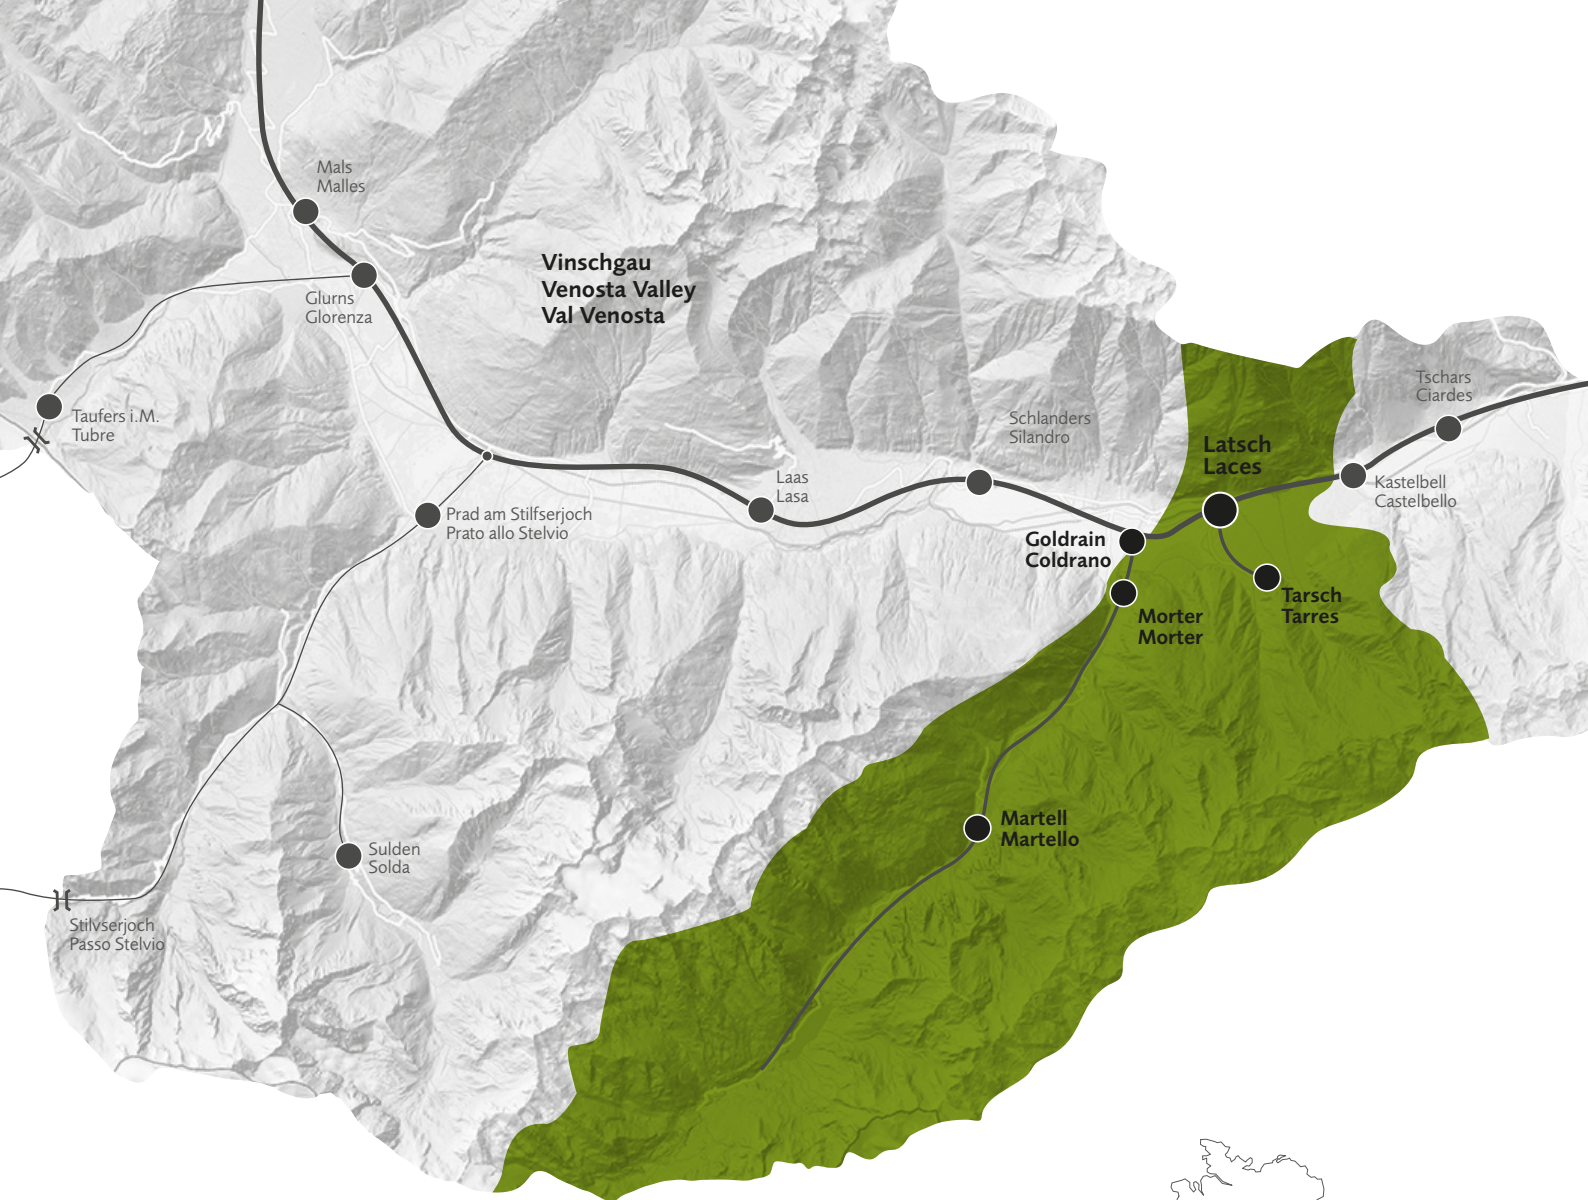 Mals
Malles
Vinschgau
Venosta Valley
Val Venosta
Glurns
Glorenza
Taufers i.M.
Tubre
Tschars
Ciardes
Schlanders
Silandro
Latsch
Laces
Laas
Lasa
Kastelbell
Castelbello
Prad am Stilfserjoch
Prato allo Stelvio
Goldrain
Coldrano
Tarsch
Tarres
Morter
Morter
Martell
Martello
Sulden
Solda
Stilvserjoch
Passo Stelvio